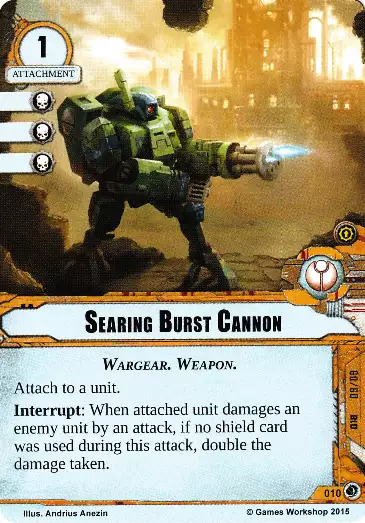 1
ATTACHMENT
SEARING BURST CANNON
WARGEAR. WEAPON.
Attach to a unit.
Interrupt: When attached unit damages an
enemy unit by an attack, if no shield card
was used during this attack, double the
damage taken.
010
Illus. Andrius Anezin
© Games Workshop 2015